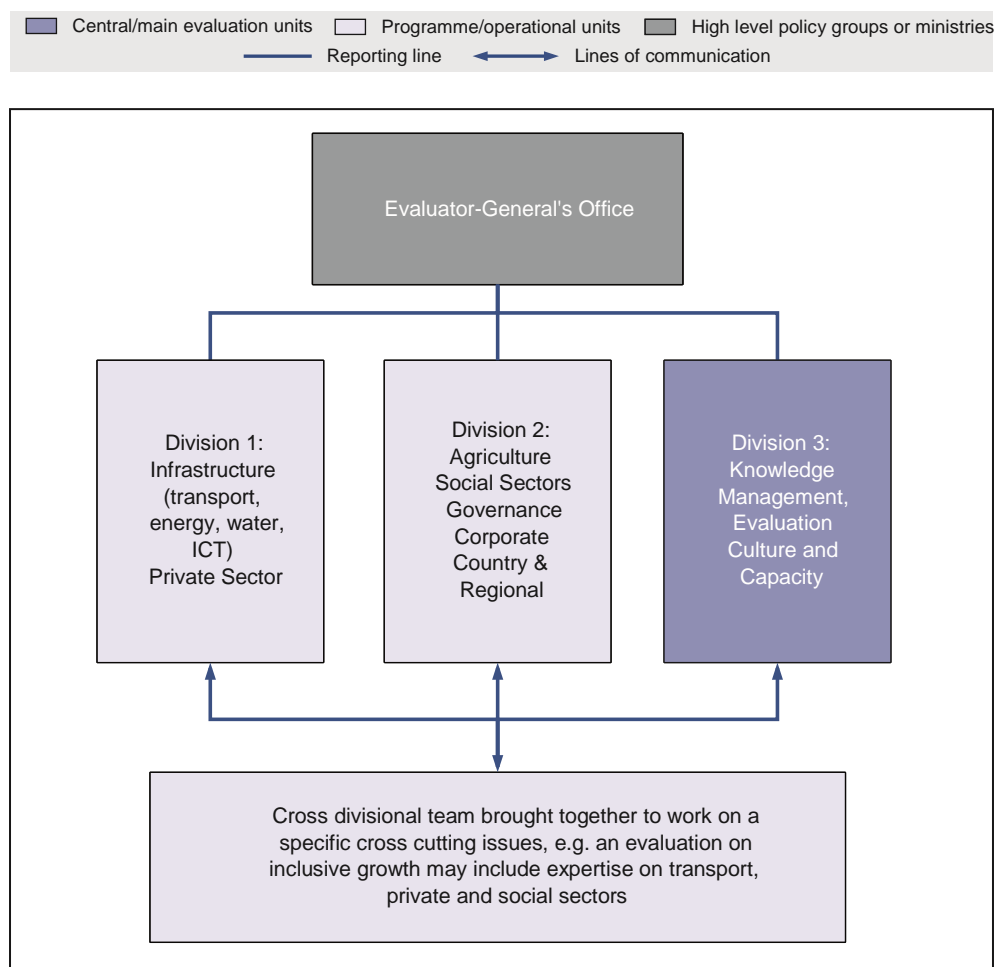 Central/main evaluation units Programme/operational units High level policy groups or ministries
Reporting line Lines of communication
Evaluator-General's Office
Division 1:
Infrastructure
(transport,
energy, water,
ICT)
Private Sector
Division 2:
Agriculture
Social Sectors
Governance
Corporate
Country &
Regional
Division 3:
Knowledge
Management,
Evaluation
Culture and
Capacity
Cross divisional team brought together to work on a
specific cross cutting issues, e.g. an evaluation on
inclusive growth may include expertise on transport,
private and social sectors